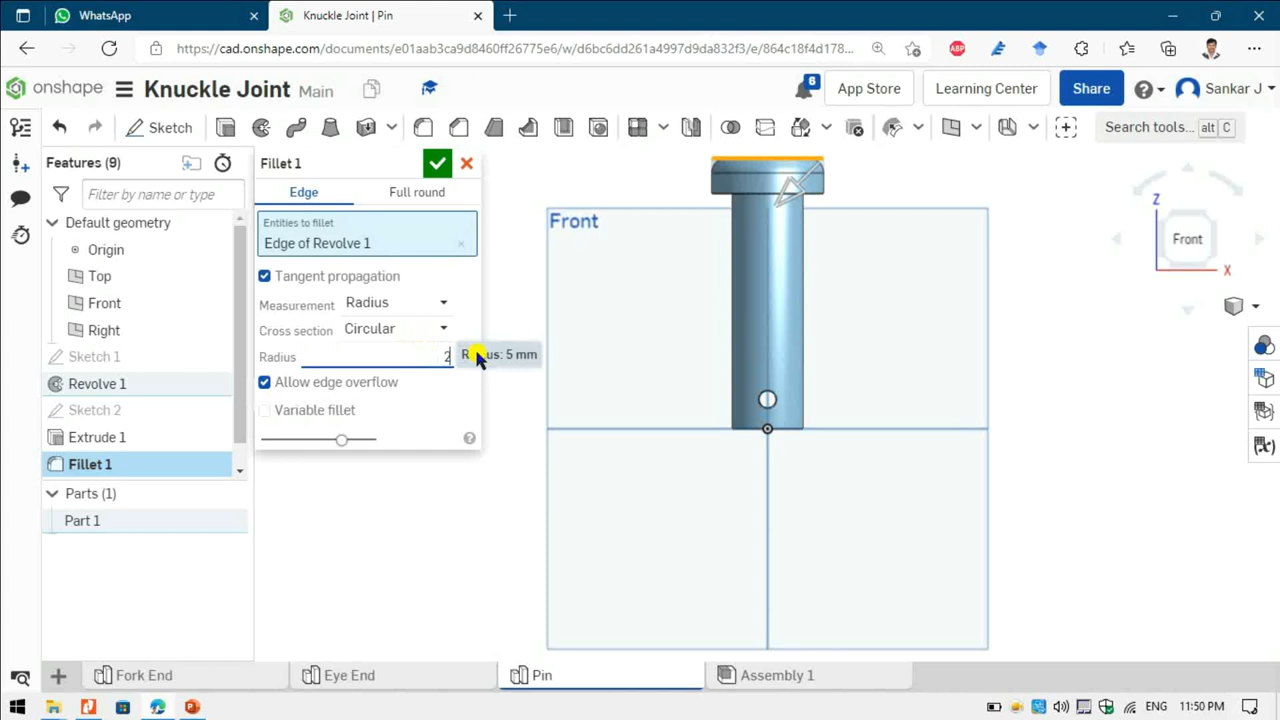 WhatsApp
Knuckle Joint | Pin
https://cad.onshape.com/documents/e01aab3ca9d8460ff26775e6/w/d6bc6dd371ac4997d9da832f3/e/864c18f4d178...
ABP
onshape
Knuckle Joint Main
6
App Store
Learning Center
Share
Sankar J
Sketch
Search tools... alt C
Features (9)
Filter by name or type
Default geometry
Origin
Top
Front
Right
Sketch 1
Revolve 1
Sketch 2
Extrude 1
Fillet 1
Parts (1)
Part 1
Fillet 1
Edge
Full round
Entities to fillet
Edge of Revolve 1
Tangent propagation
Measurement Radius
Cross section Circular
Radius 2
Allow edge overflow
Variable fillet
Front
Z
Front
X
Fork End
Eye End
Pin
Assembly 1
ENG
11:50 PM